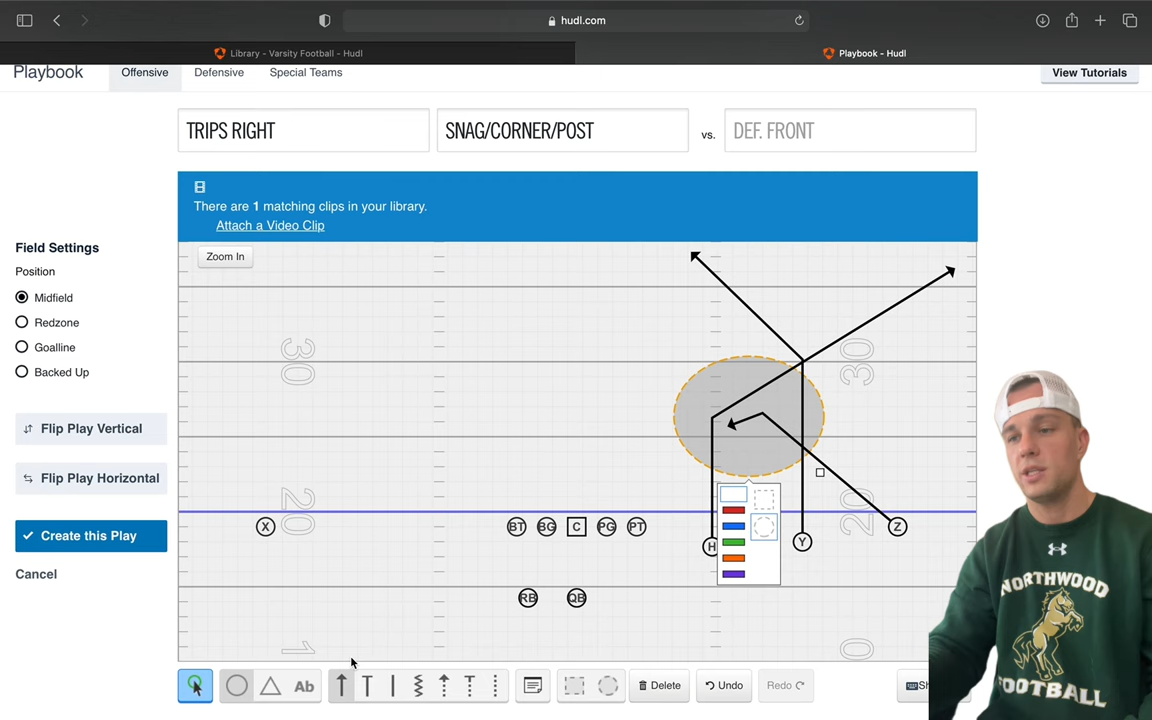 hudl.com
Library - Varsity Football - Hudl
Playbook - Hudl
Playbook
Offensive
Defensive
Special Teams
View Tutorials
TRIPS RIGHT
SNAG/CORNER/POST
vs.
DEF. FRONT
There are 1 matching clips in your library.
Attach a Video Clip
Field Settings
Position
Midfield
Redzone
Goalline
Backed Up
Flip Play Vertical
Flip Play Horizontal
Create this Play
Cancel
Zoom In
30
30
20
20
1
0
X
BT
BG
C
PG
PT
H
Y
Z
RB
QB
Ab
Delete
Undo
Redo
NORTHWOOD
FOOTBALL